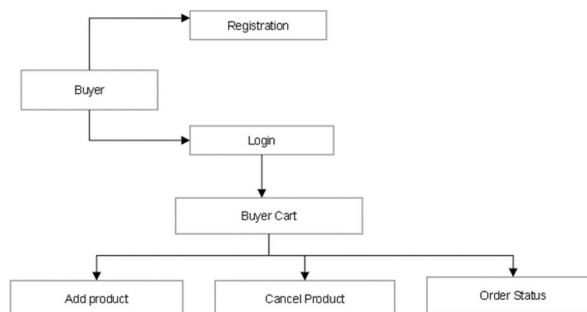 Registration
Buyer
Login
Buyer Cart
Add product
Cancel Product
Order Status